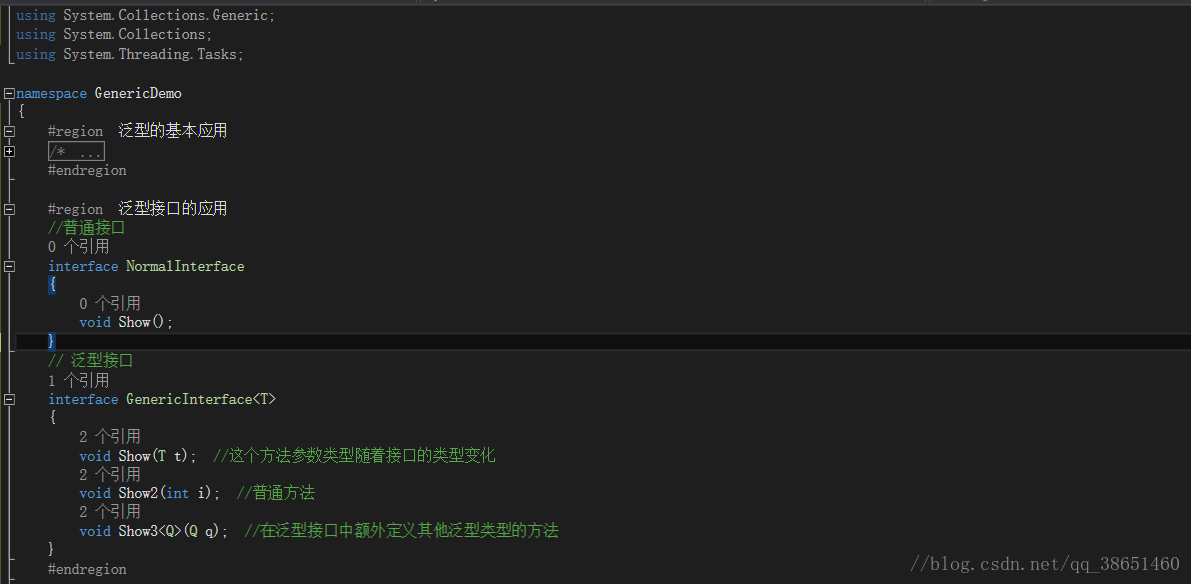 using System.Collections.Generic;
using System.Collections;
using System.Threading.Tasks;
namespace GenericDemo
{
#region 泛型的基本应用
/* ...
#endregion
#region 泛型接口的应用
//普通接口
0 个引用
interface NormalInterface
{
0 个引用
void Show();
}
// 泛型接口
1 个引用
interface GenericInterface<T>
{
2 个引用
void Show(T t); //这个方法参数类型随着接口的类型变化
2 个引用
void Show2(int i); //普通方法
2 个引用
void Show3<Q>(Q q); //在泛型接口中额外定义其他泛型类型的方法
}
#endregion
//blog.csdn.net/qq_38651460